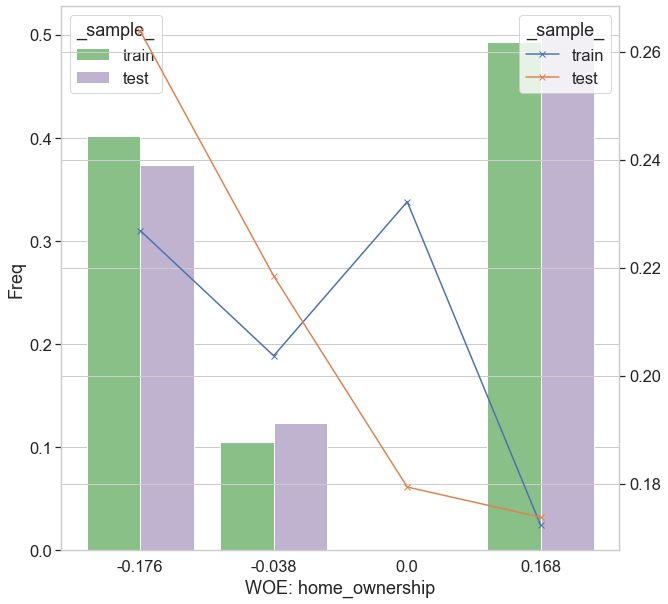 _sample_
train
test
_sample_
train
test
Freq
0.5
0.4
0.3
0.2
0.1
0.0
0.26
0.24
0.22
0.20
0.18
-0.176
-0.038
0.0
0.168
WOE: home_ownership